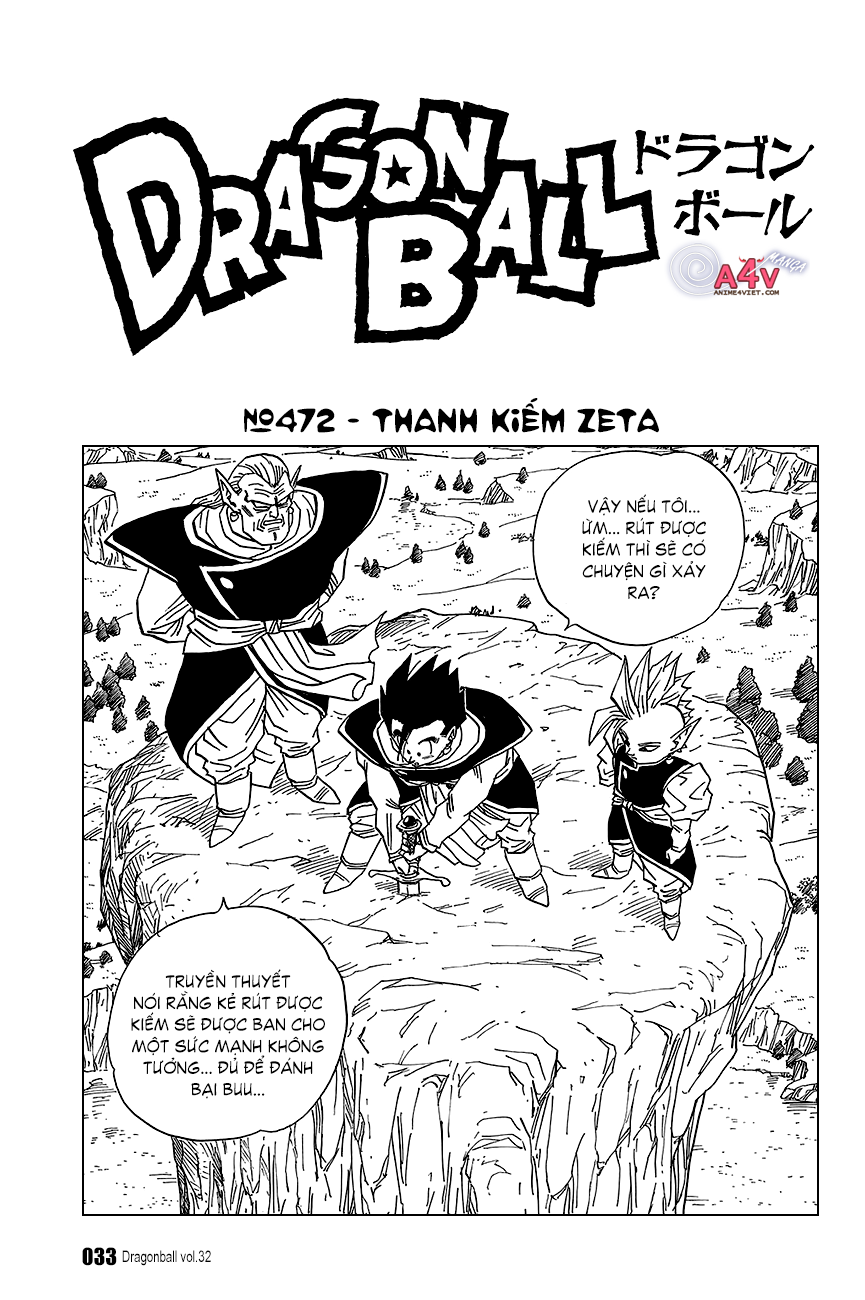 DRAGON BALL
ドラゴン
ボール
A4V MANGA
ANIME4VIET.COM
№472 - THANH KIẾM ZETA
VẬY NẾU TÔI...
ỪM... RÚT ĐƯỢC
KIẾM THÌ SẼ CÓ
CHUYỆN GÌ XẢY
RA?
TRUYỀN THUYẾT
NÓI RẰNG KẺ RÚT ĐƯỢC
KIẾM SẼ ĐƯỢC BAN CHO
MỘT SỨC MẠNH KHÔNG
TƯỞNG... ĐỦ ĐỂ ĐÁNH
BẠI BUU...
033 Dragonball vol.32